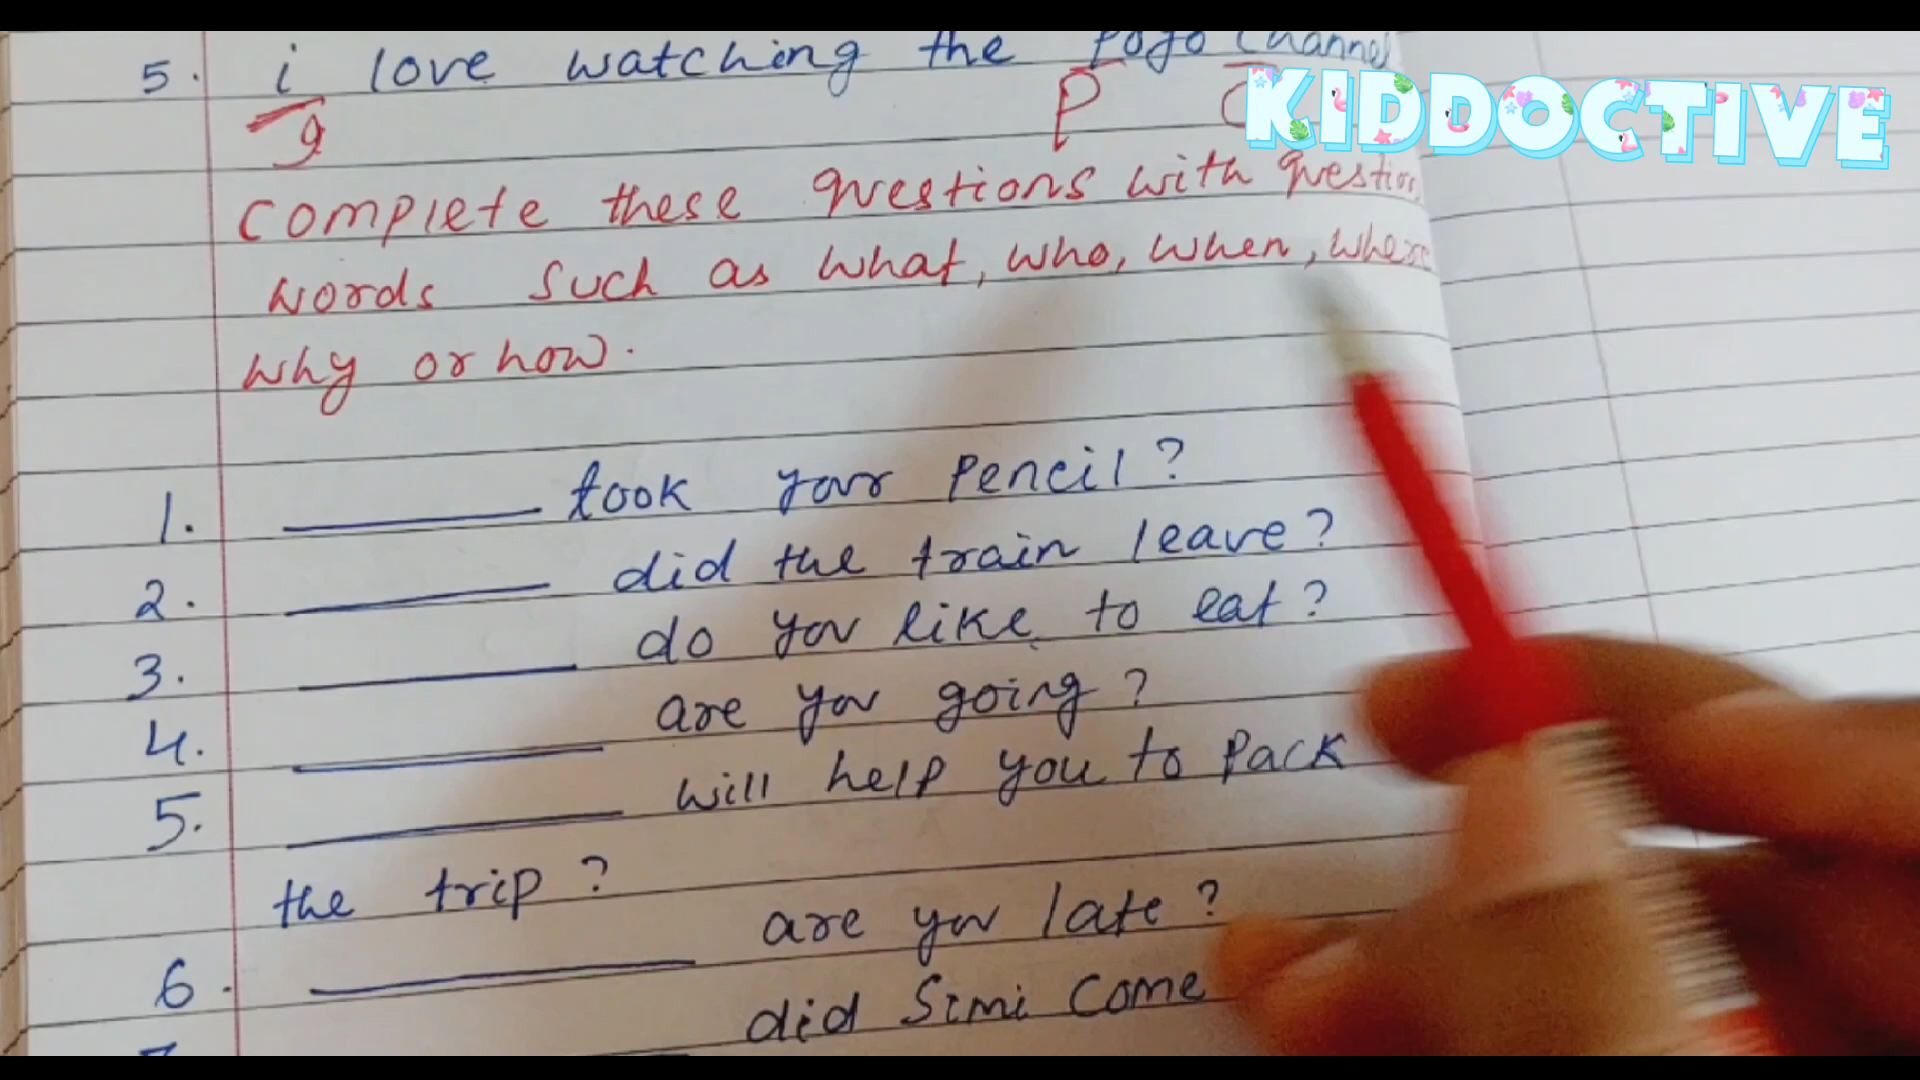 5. i love watching the Pogo Channel
g P C
KIDDOCTIVE
complete these questions with question
words such as what, who, when, where
why or how.
1. ________ took your pencil?
2. ________ did the train leave?
3. ________ do you like to eat?
4. ________ are you going?
5. ________ will help you to pack
the trip?
6. ________ are you late?
did Simi come